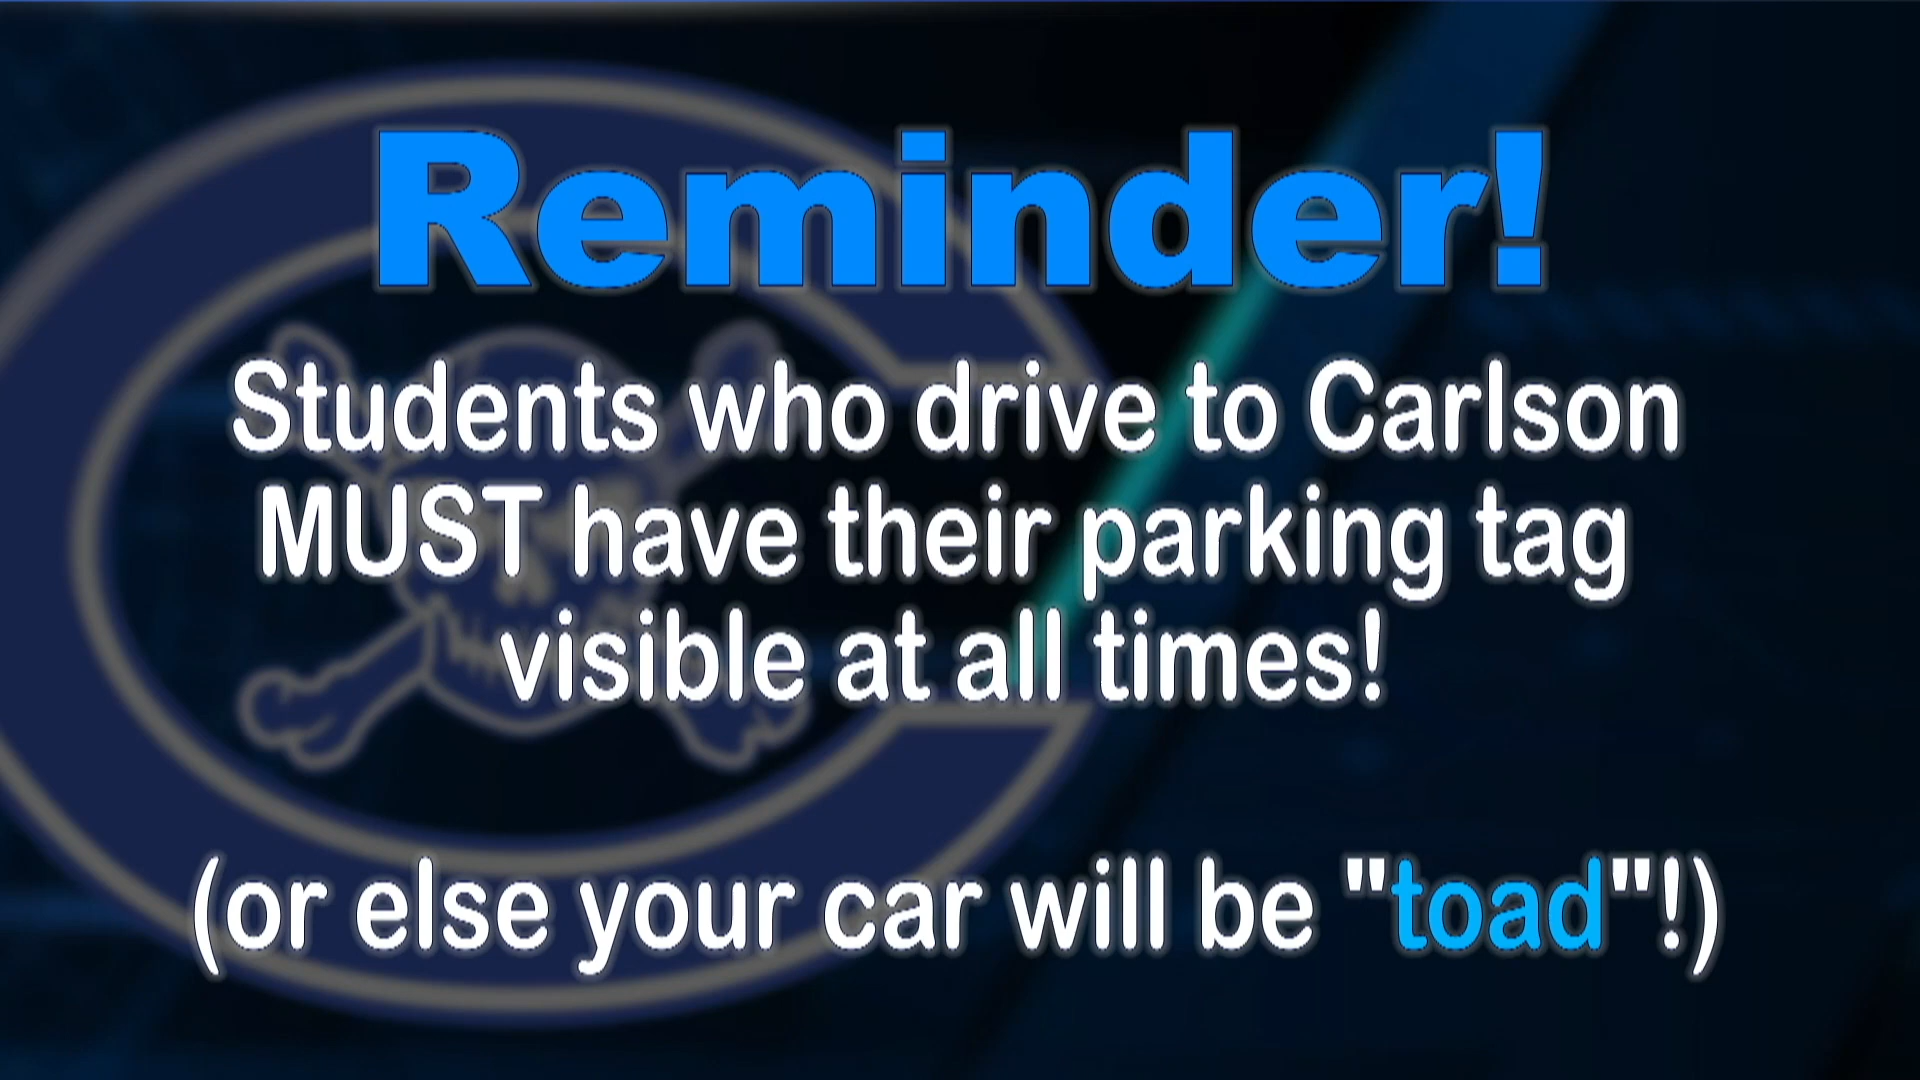 Reminder!
Students who drive to Carlson
MUST have their parking tag
visible at all times!
(or else your car will be "toad"!)